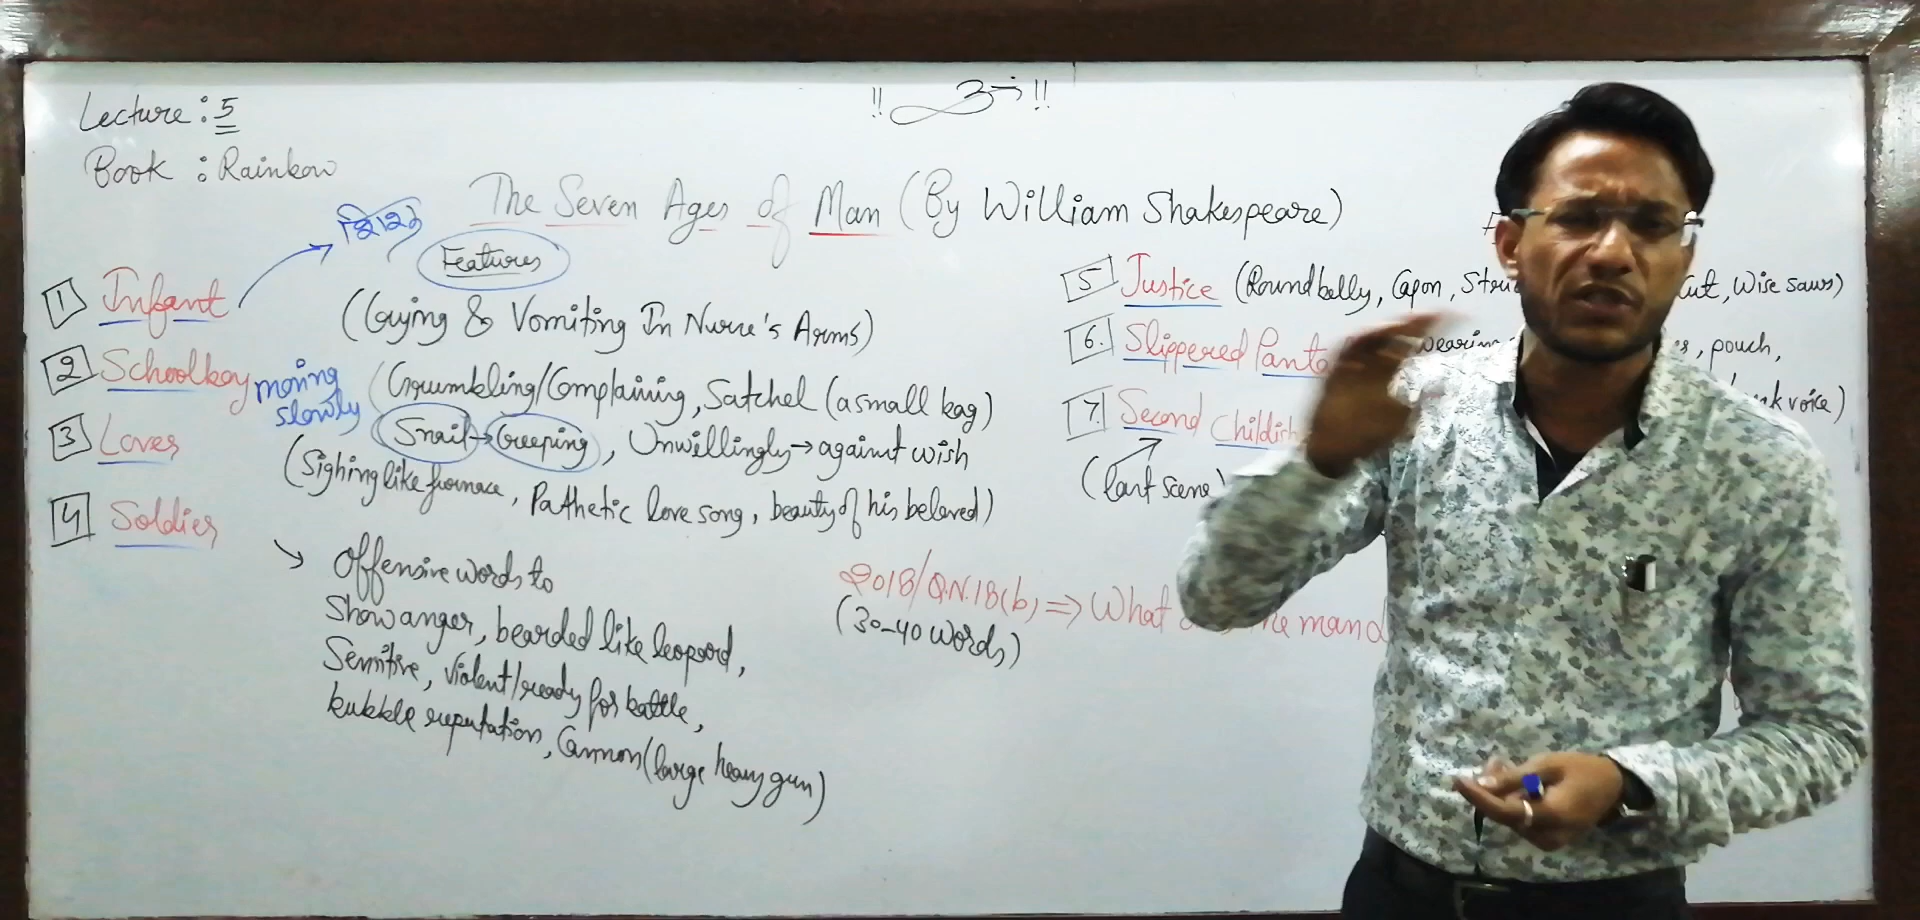 !! ॐ !!
Lecture : 5
Book : Rainbow
The Seven Ages of Man (By William Shakespeare)
शिशु
Features
1 Infant
(Crying & Vomiting In Nurse's Arms)
2 Schoolboy moving slowly
(Grumbling/Complaining, Satchel (a small bag)
Snail → Creeping, Unwillingly → against wish
3 Lover
(Sighing like furnace, Pathetic love song, beauty of his beloved)
4 Soldier
→ Offensive words to
Show anger, bearded like leopard,
Sensitive, Violent/ready for battle,
bubble reputation, Cannon (large heavy gun)
5 Justice (Round belly, Capon, cut, Wise saws)
6. Slippered , pouch,
7. Second Childish voice)
(last scene)
2018/Q.N.18(b) => What
(30-40 words)